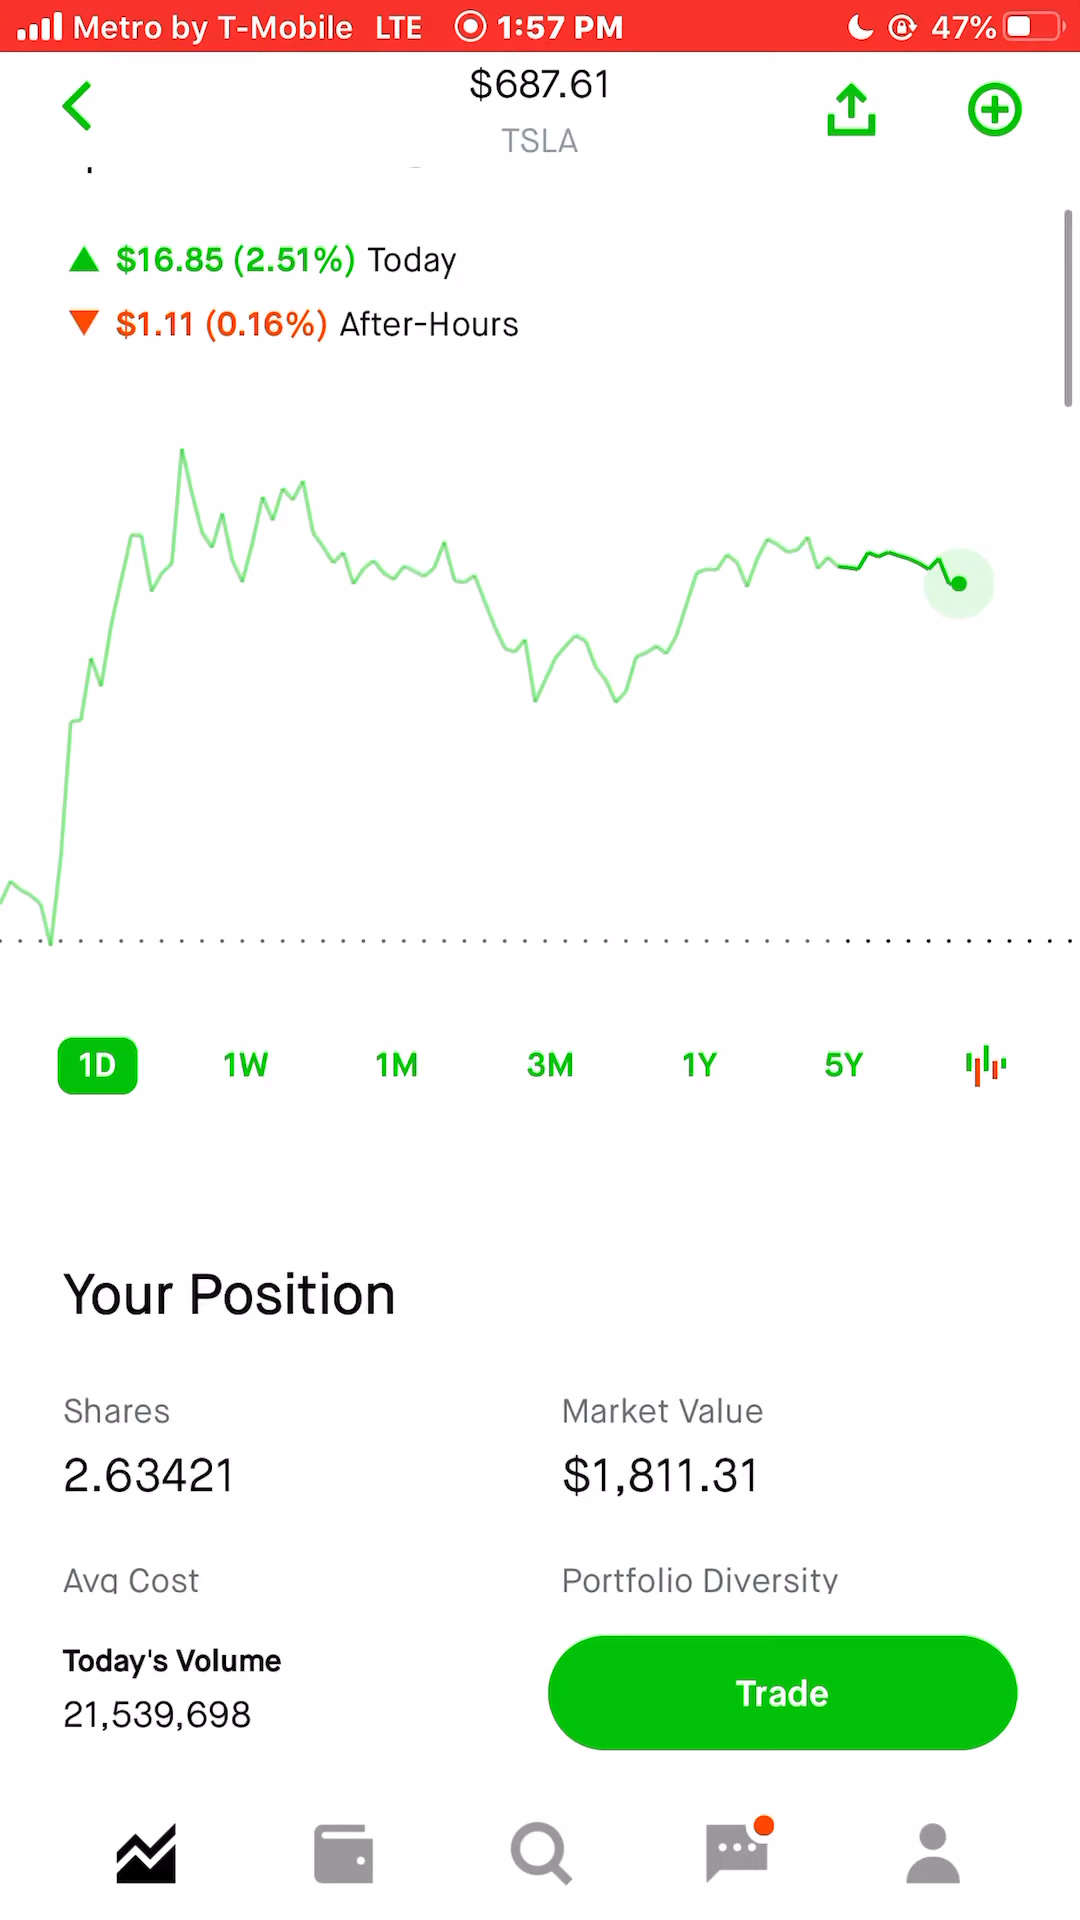 Metro by T-Mobile LTE 1:57 PM 47%
$687.61
TSLA
$16.85 (2.51%) Today
$1.11 (0.16%) After-Hours
1D 1W 1M 3M 1Y 5Y
Your Position
Shares Market Value
2.63421 $1,811.31
Avg Cost Portfolio Diversity
Today's Volume
21,539,698
Trade